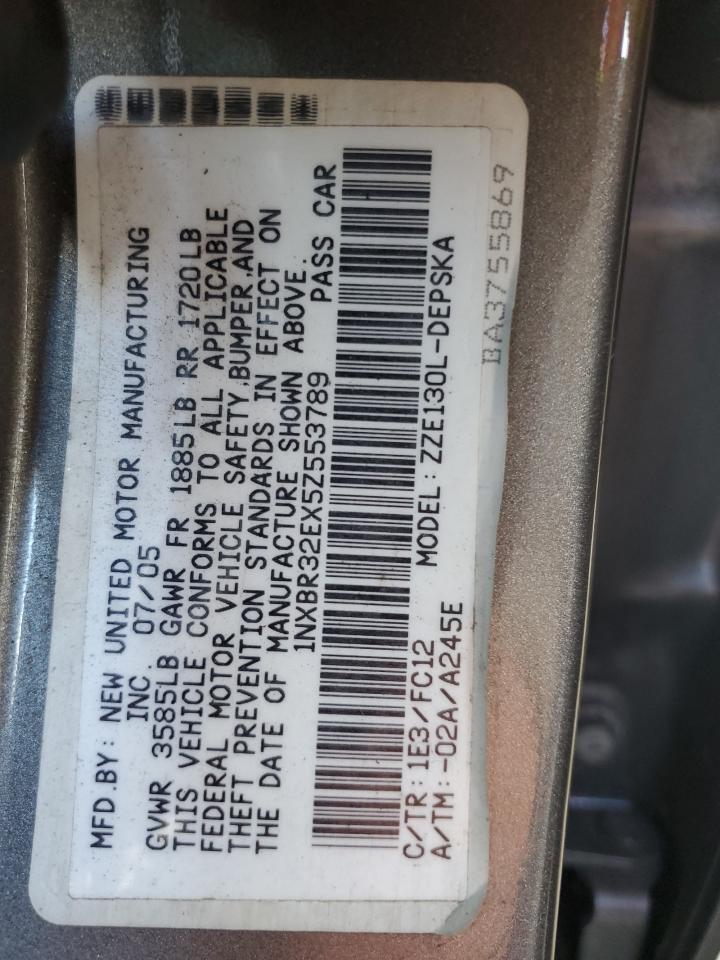 MFD.BY: NEW UNITED MOTOR MANUFACTURING
INC. 07/05
GVWR 3585LB GAWR FR 1885LB RR 1720LB
THIS VEHICLE CONFORMS TO ALL APPLICABLE
FEDERAL MOTOR VEHICLE SAFETY,BUMPER,AND
THEFT PREVENTION STANDARDS IN EFFECT ON
THE DATE OF MANUFACTURE SHOWN ABOVE.
1NXBR32EX5Z553789 PASS CAR
C/TR: 1E3/FC12 MODEL: ZZE130L-DEPSKA
A/TM:-02A/A245E
BA3755869